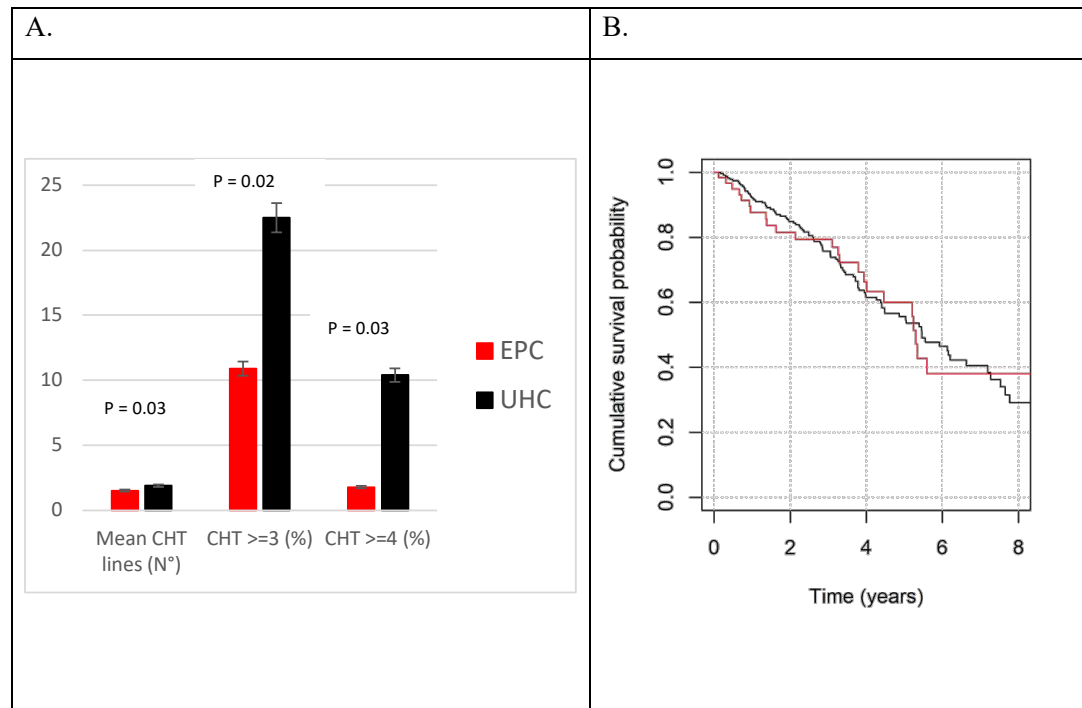 A.
B.
P = 0.02
P = 0.03
P = 0.03
25
20
15
10
5
0
Mean CHT
lines (N°)
CHT >=3 (%)
CHT >=4 (%)
EPC
UHC
Cumulative survival probability
1.0
0.8
0.6
0.4
0.2
0.0
0 2 4 6 8
Time (years)